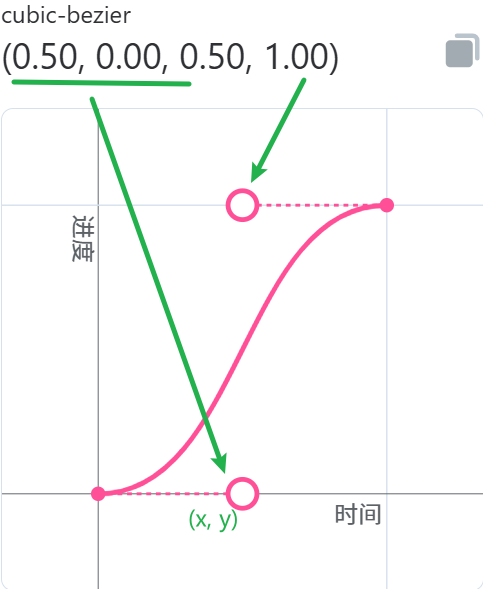 cubic-bezier
(0.50, 0.00, 0.50, 1.00)
进度
(x, y)
时间